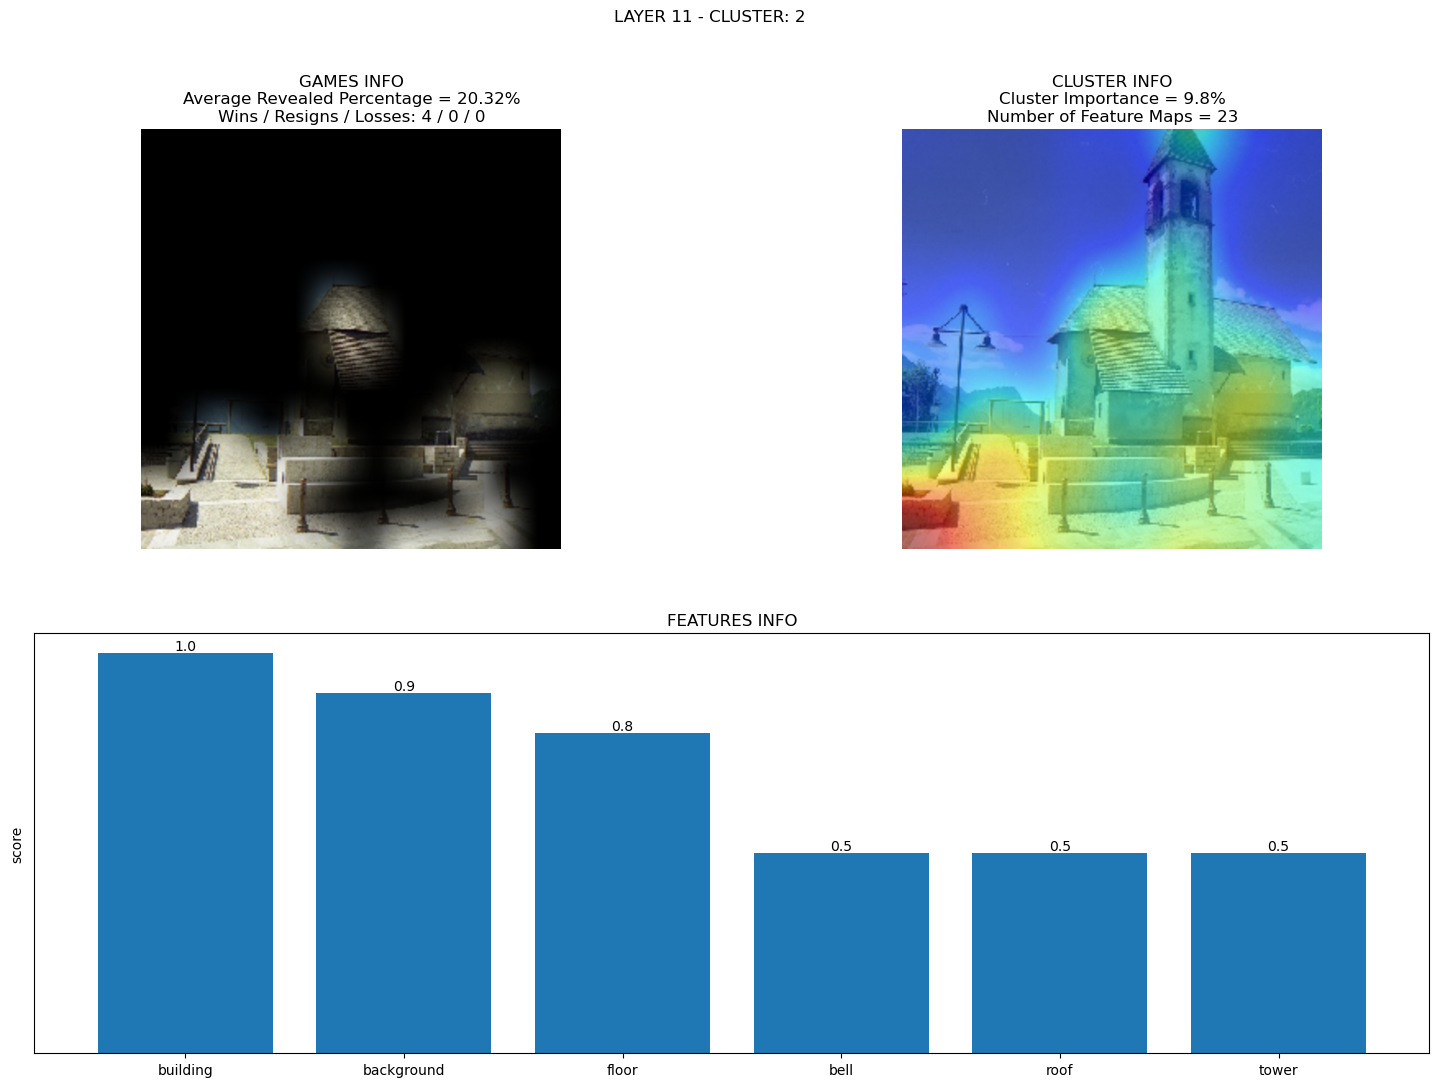 LAYER 11 - CLUSTER: 2
GAMES INFO
Average Revealed Percentage = 20.32%
Wins / Resigns / Losses: 4 / 0 / 0
CLUSTER INFO
Cluster Importance = 9.8%
Number of Feature Maps = 23
FEATURES INFO
score
1.0
0.9
0.8
0.5
0.5
0.5
building
background
floor
bell
roof
tower